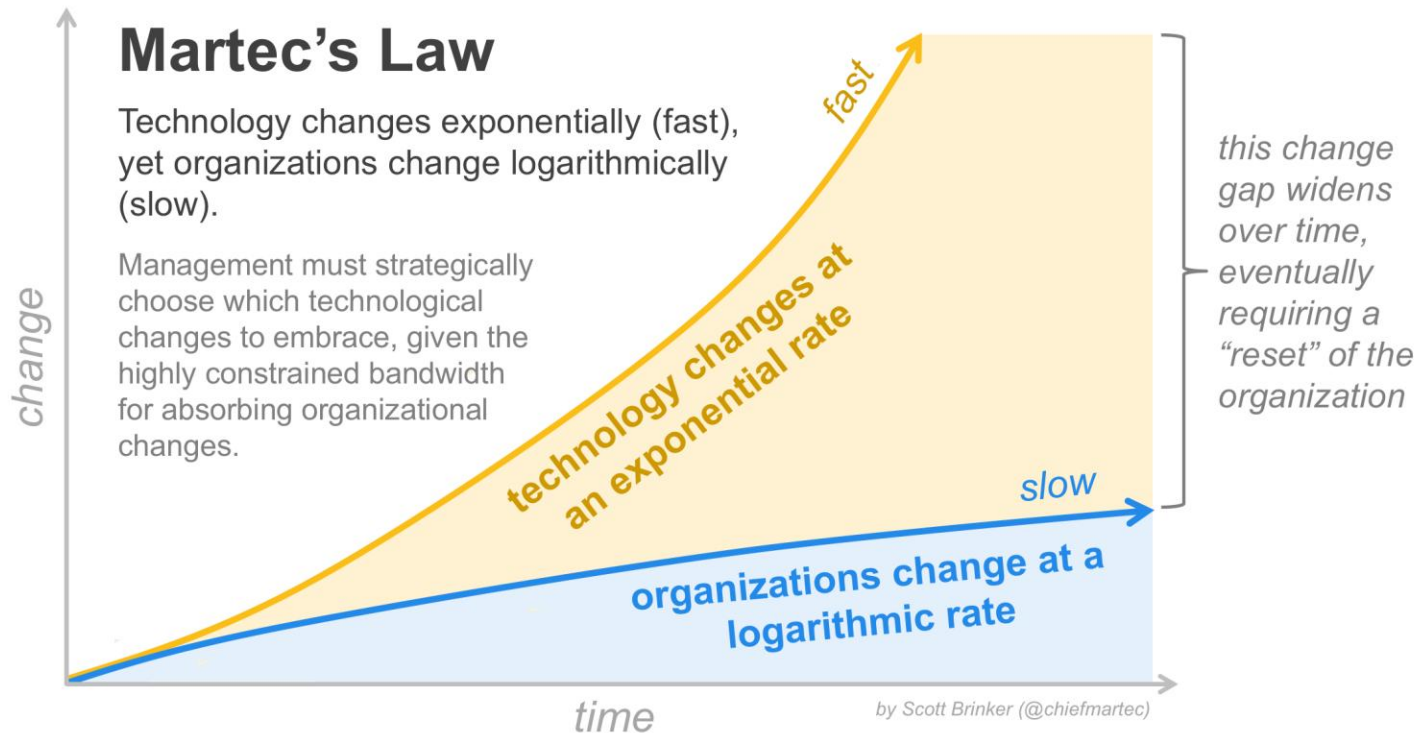 Martec’s Law
Technology changes exponentially (fast),
yet organizations change logarithmically
(slow).
Management must strategically
choose which technological
changes to embrace, given the
highly constrained bandwidth
for absorbing organizational
changes.
change
fast
technology changes at
an exponential rate
this change
gap widens
over time,
eventually
requiring a
“reset” of the
organization
slow
organizations change at a
logarithmic rate
time
by Scott Brinker (@chiefmartec)